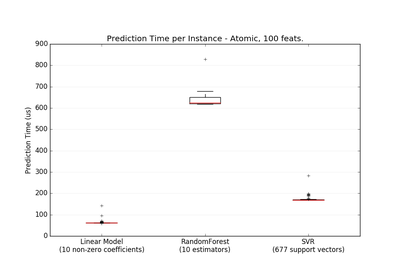 Prediction Time per Instance - Atomic, 100 feats.
Prediction Time (us)
900
800
700
600
500
400
300
200
100
0
Linear Model
(10 non-zero coefficients)
RandomForest
(10 estimators)
SVR
(677 support vectors)